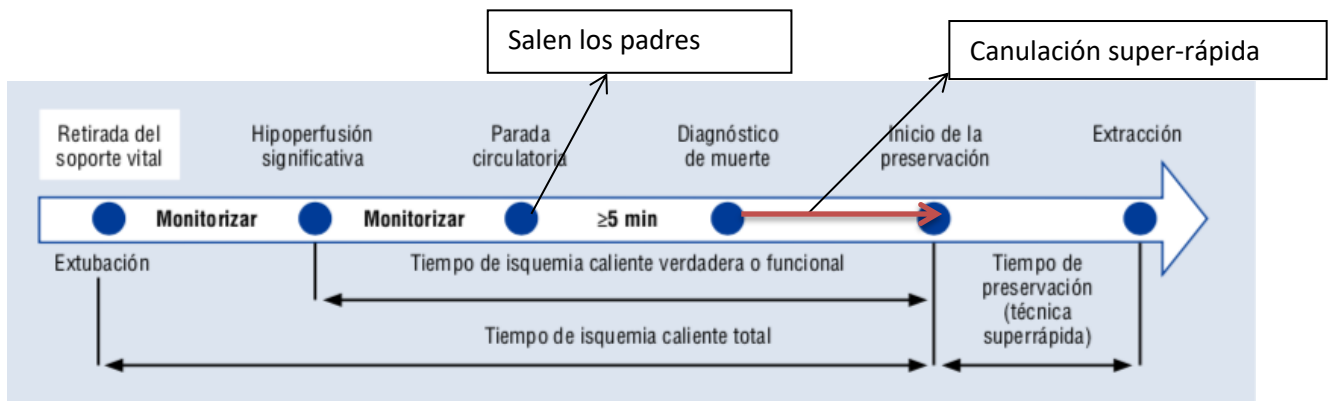 Salen los padres
Canulación super-rápida
Retirada del
soporte vital
Hipoperfusión
significativa
Parada
circulatoria
Diagnóstico
de muerte
Inicio de la
preservación
Extracción
Monitorizar
Monitorizar
≥5 min
Extubación
Tiempo de isquemia caliente verdadera o funcional
Tiempo de
preservación
(técnica
superrápida)
Tiempo de isquemia caliente total